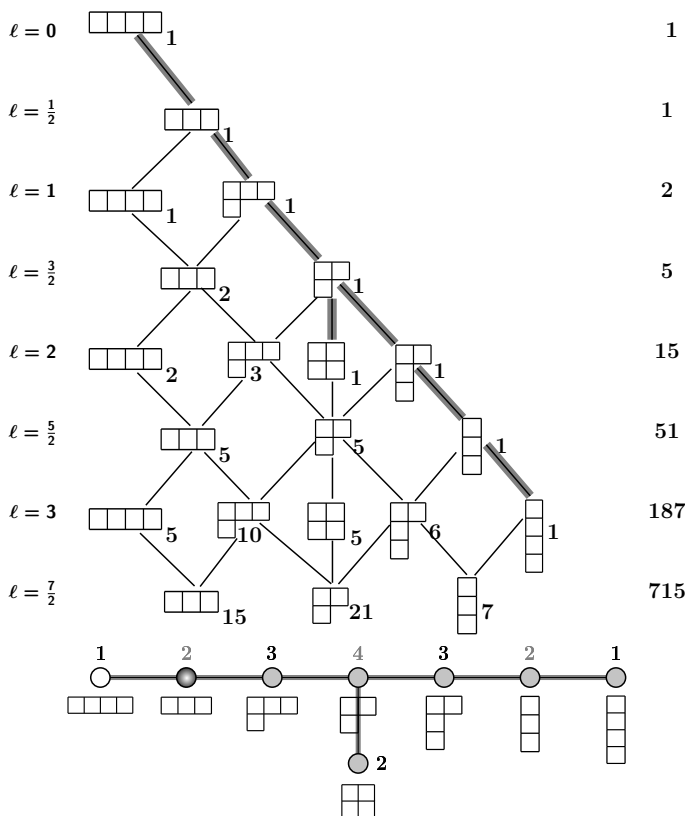 ℓ = 0 1 1
ℓ = 1/2 1 1
ℓ = 1 1 1 2
ℓ = 3/2 2 1 5
ℓ = 2 2 3 1 1 15
ℓ = 5/2 5 5 1 51
ℓ = 3 5 10 5 6 1 187
ℓ = 7/2 15 21 7 715
1 2 3 4 3 2 1
2